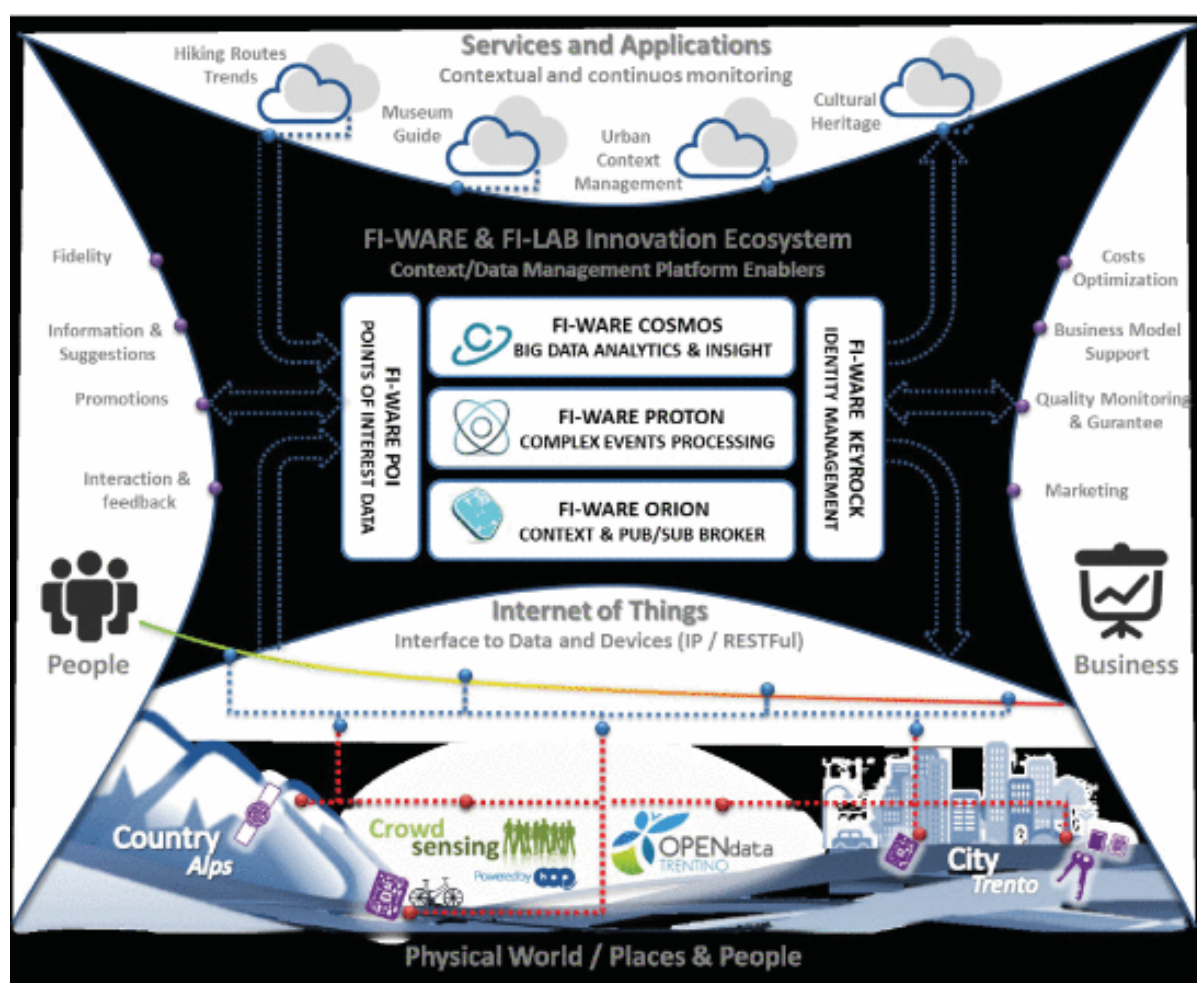 Services and Applications
Contextual and continuos monitoring
Hiking Routes
Trends
Museum
Guide
Urban
Context
Management
Cultural
Heritage
FI-WARE & FI-LAB Innovation Ecosystem
Context/Data Management Platform Enablers
Fidelity
Information &
Suggestions
Promotions
Interaction &
feedback
People
FI-WARE POI
POINTS OF INTEREST DATA
FI-WARE COSMOS
BIG DATA ANALYTICS & INSIGHT
FI-WARE PROTON
COMPLEX EVENTS PROCESSING
FI-WARE ORION
CONTEXT & PUB/SUB BROKER
FI-WARE KEYROCK
IDENTITY MANAGEMENT
Costs
Optimization
Business Model
Support
Quality Monitoring
& Gurantee
Marketing
Business
Internet of Things
Interface to Data and Devices (IP / RESTFul)
Country
Alps
Crowd
sensing
Powered by
OPENdata
TRENTINO
City
Trento
Physical World / Places & People